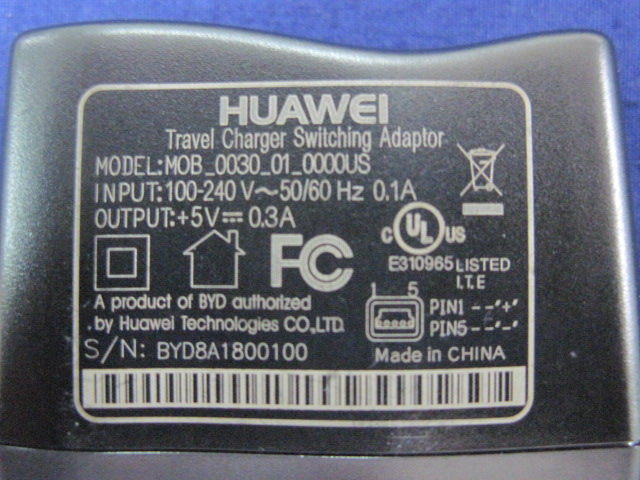 HUAWEI
Travel Charger Switching Adaptor
MODEL:MOB_0030_01_0000US
INPUT:100-240 V~50/60 Hz 0.1A
OUTPUT:+5V⎓ 0.3A
FC
c UL US
E310965 LISTED
I.T.E
A product of BYD authorized
.by Huawei Technologies CO.,LTD.
1 5
PIN1 --'+'
PIN5 --'-'
S/N: BYD8A1800100
Made in CHINA